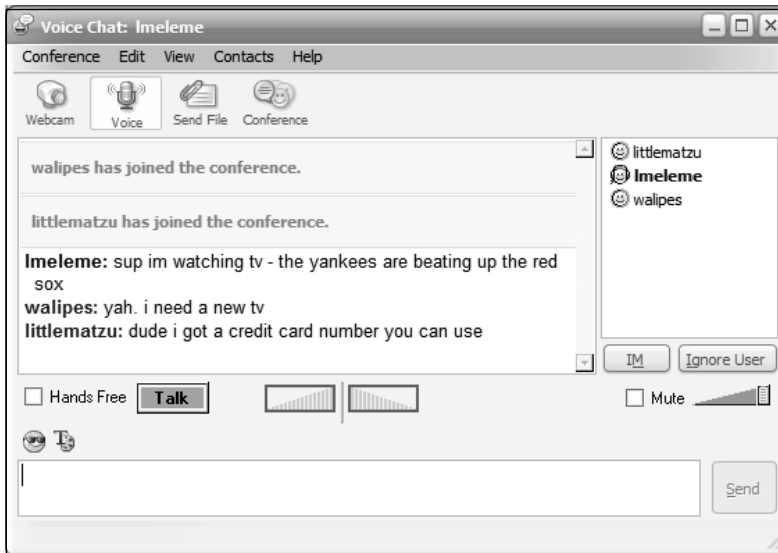 Voice Chat: lmeleme
Conference Edit View Contacts Help
Webcam Voice Send File Conference
walipes has joined the conference.
littlematzu has joined the conference.
lmeleme: sup im watching tv - the yankees are beating up the red
sox
walipes: yah. i need a new tv
littlematzu: dude i got a credit card number you can use
littlematzu
lmeleme
walipes
IM Ignore User
Hands Free Talk Mute
Send